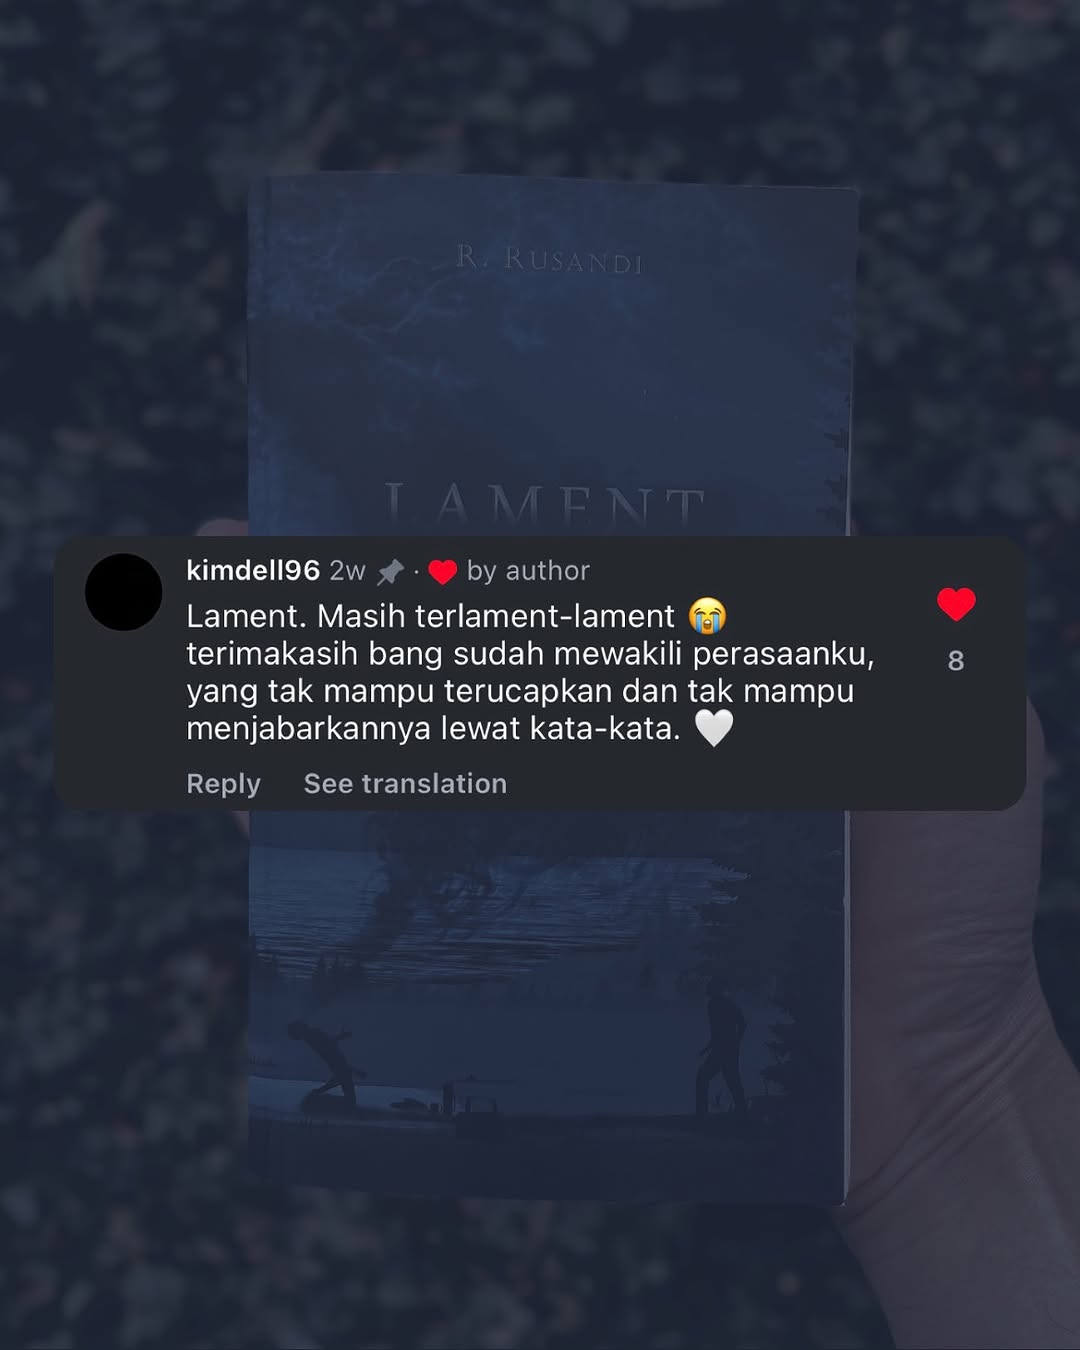 R. RUSANDI
LAMENT
kimdell96 2w 📌 · ❤️ by author
Lament. Masih terlament-lament 😭
terimakasih bang sudah mewakili perasaanku,
yang tak mampu terucapkan dan tak mampu
menjabarkannya lewat kata-kata. 🤍
8
Reply See translation